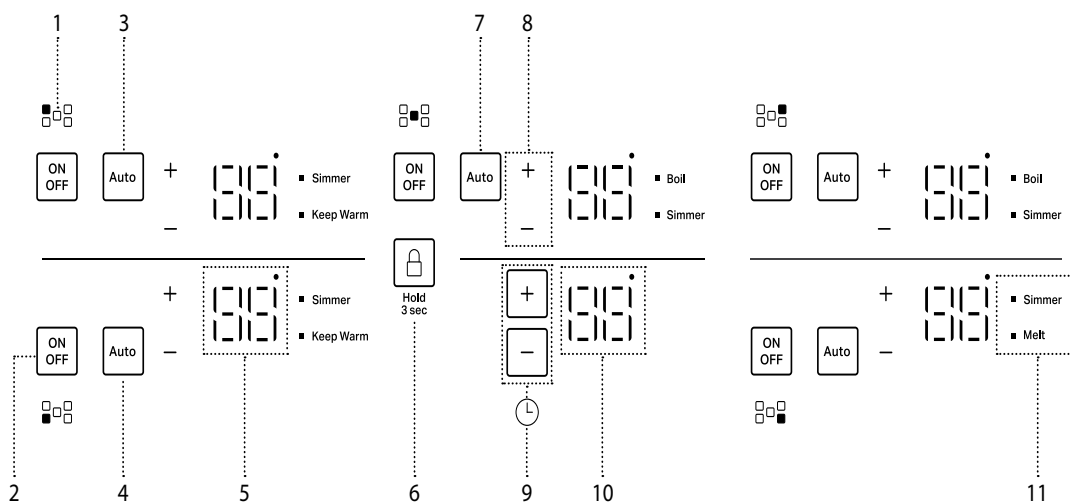 1 3 7 8
ON Auto + Simmer ON Auto + Boil ON Auto + Boil
OFF OFF OFF
− Keep Warm − Simmer − Simmer
+ Simmer Hold + + Simmer
3 sec
ON Auto − Keep Warm − ON Auto − Melt
OFF OFF
2 4 5 6 9 10 11